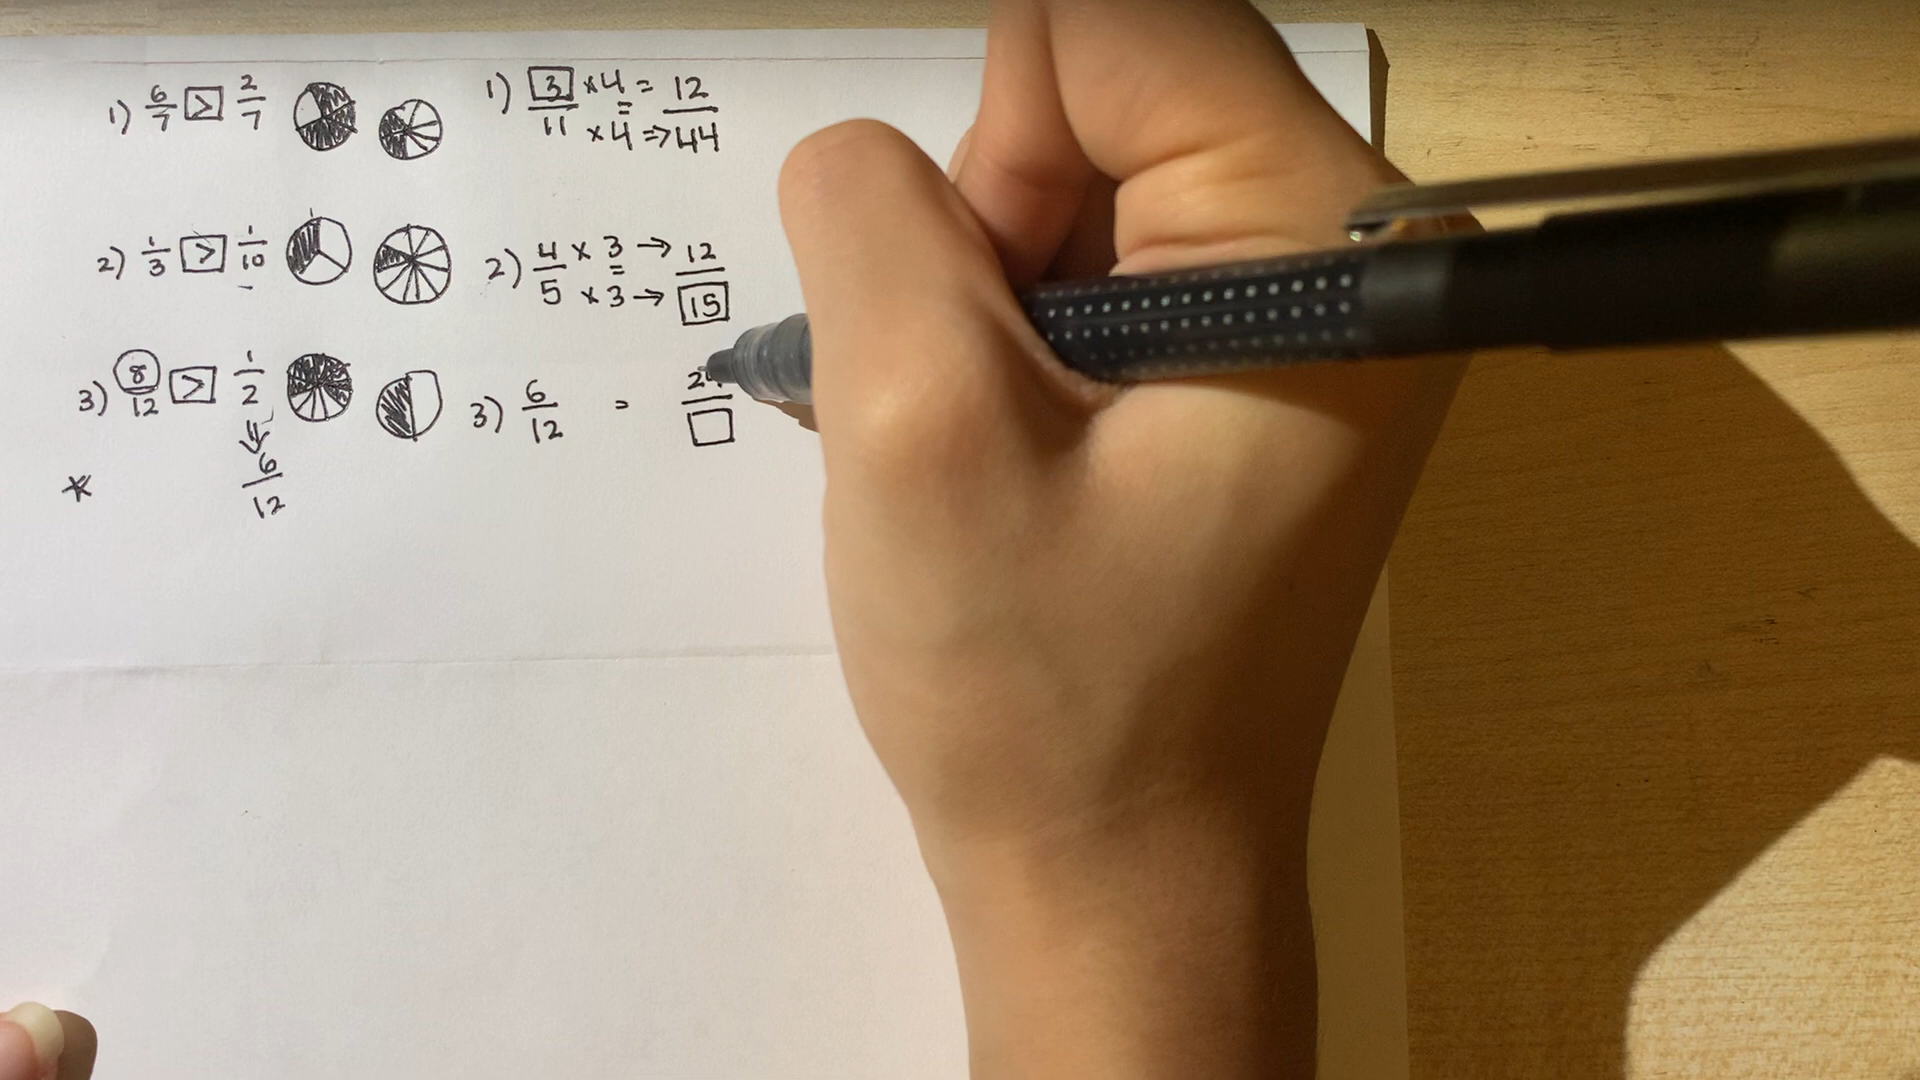 1) 6/7 > 2/7
2) 1/3 > 1/10
3) 8/12 > 1/2
* 6/12
1) 3/11 ×4 = 12/44
= ×4 =>
2) 4/5 × 3 → 12/15
= × 3 →
3) 6/12 =